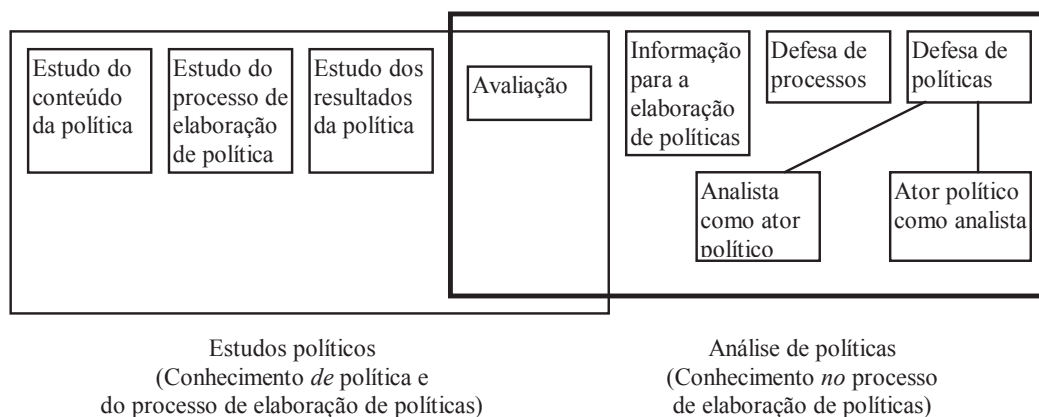 Estudo do
conteúdo
da política
Estudo do
processo de
elaboração
de política
Estudo dos
resultados
da política
Avaliação
Informação
para a
elaboração
de políticas
Defesa de
processos
Defesa de
políticas
Analista
como ator
político
Ator político
como analista
Estudos políticos
(Conhecimento de política e
do processo de elaboração de políticas)
Análise de políticas
(Conhecimento no processo
de elaboração de políticas)